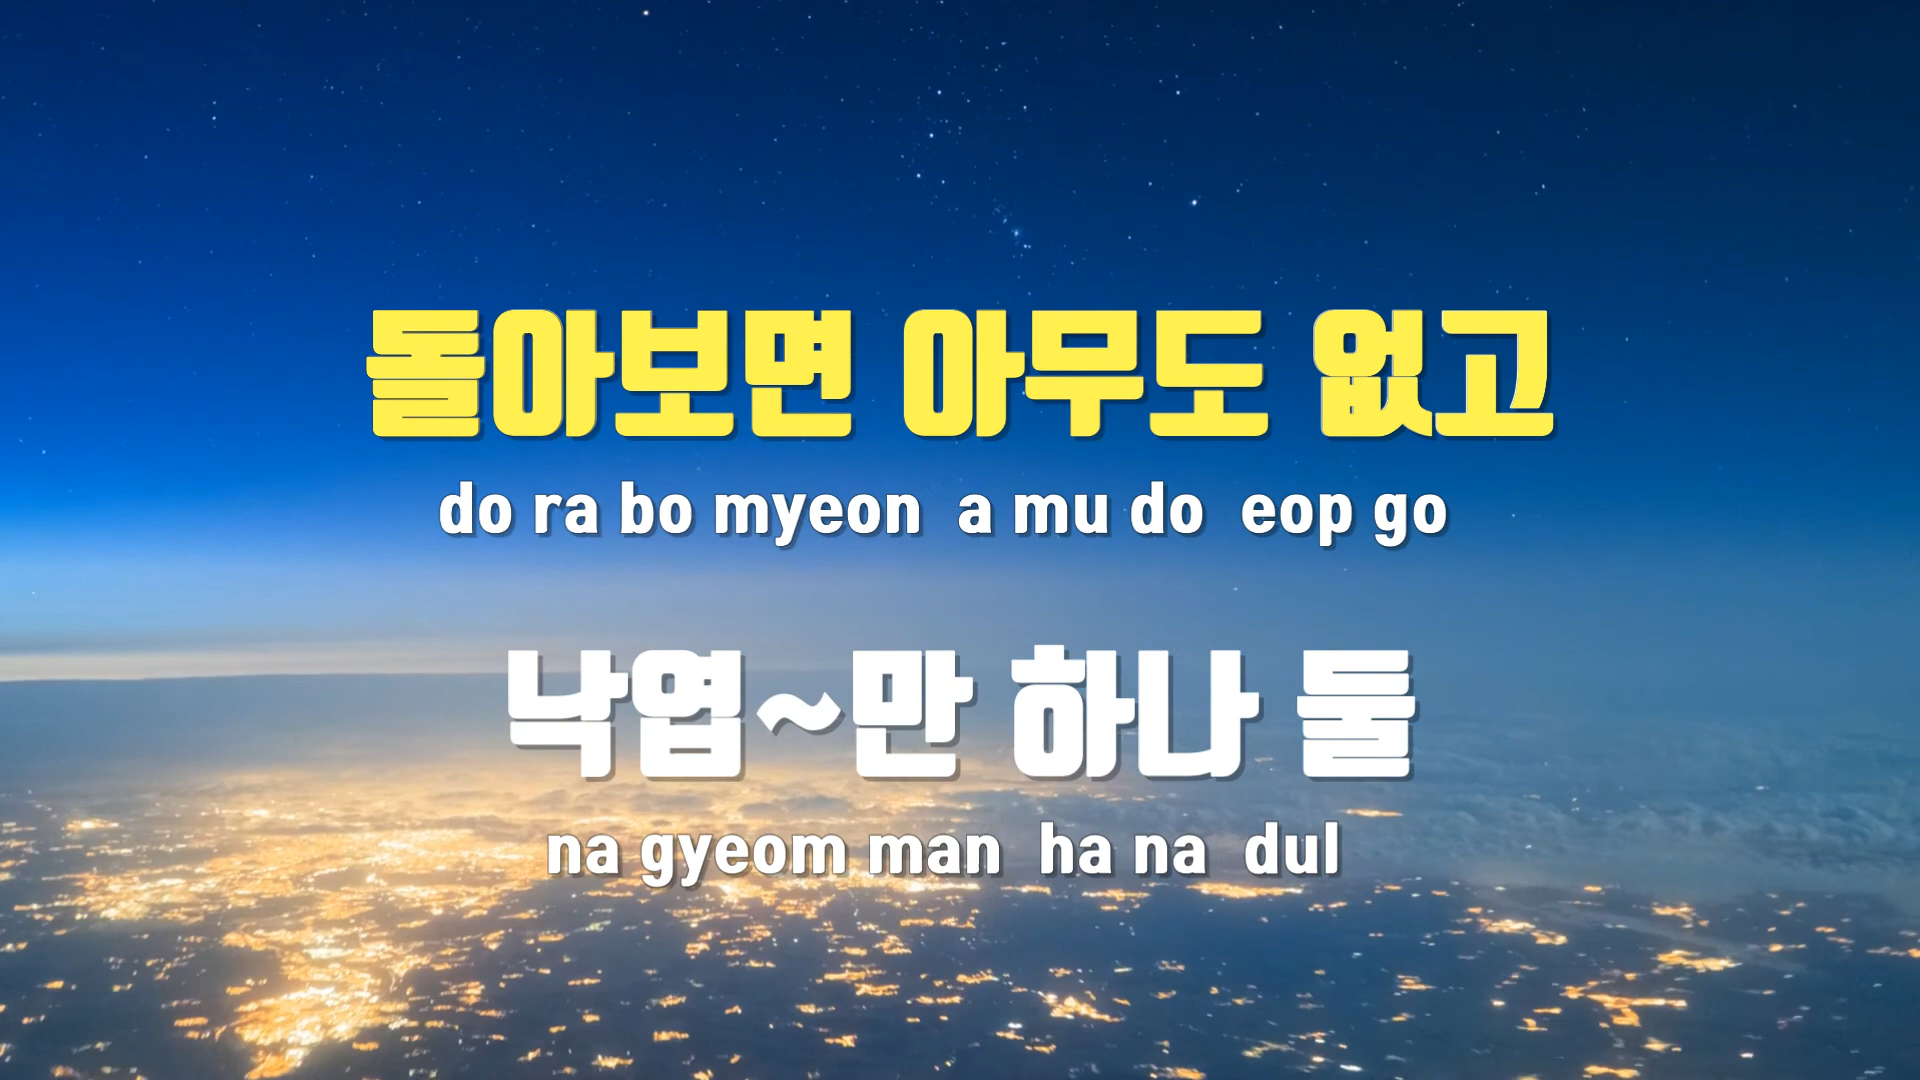 돌아보면 아무도 없고
do ra bo myeon a mu do eop go
낙엽~만 하나 둘
na gyeom man ha na dul